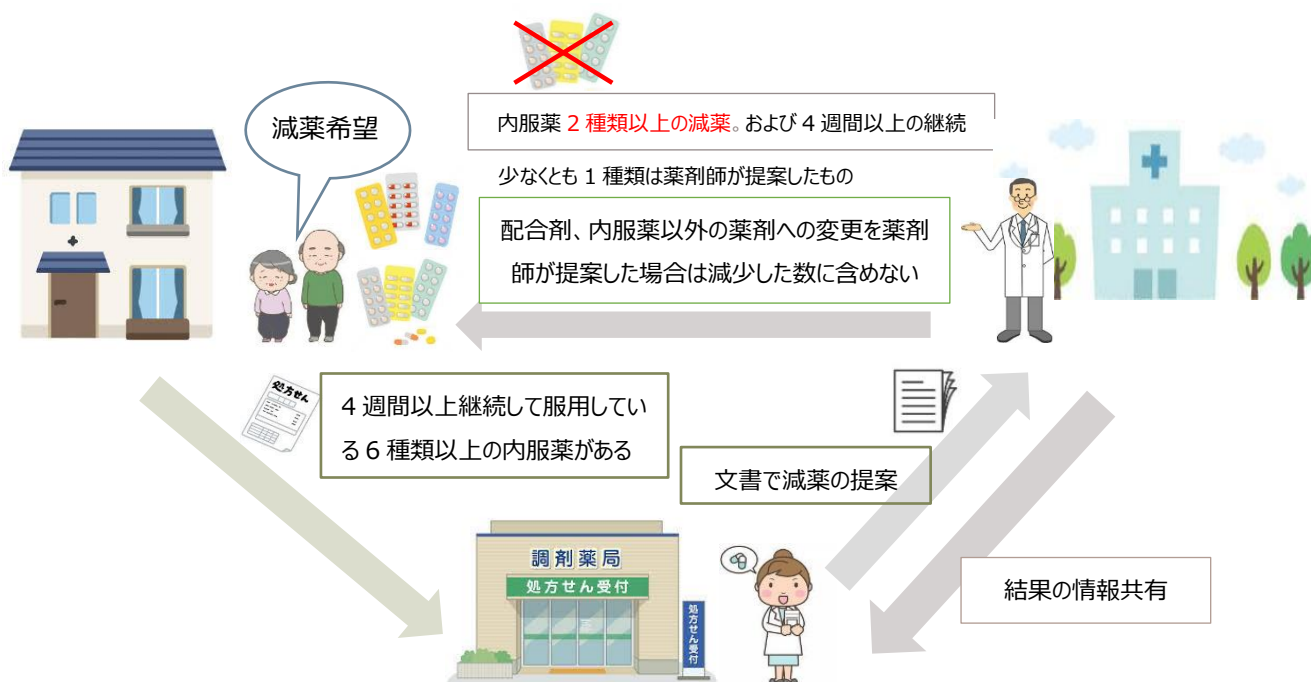 減薬希望
内服薬 2 種類以上の減薬。および 4 週間以上の継続
少なくとも 1 種類は薬剤師が提案したもの
配合剤、内服薬以外の薬剤への変更を薬剤
師が提案した場合は減少した数に含めない
処方せん
4 週間以上継続して服用してい
る 6 種類以上の内服薬がある
文書で減薬の提案
調剤薬局
処方せん受付
処方せん受付
結果の情報共有